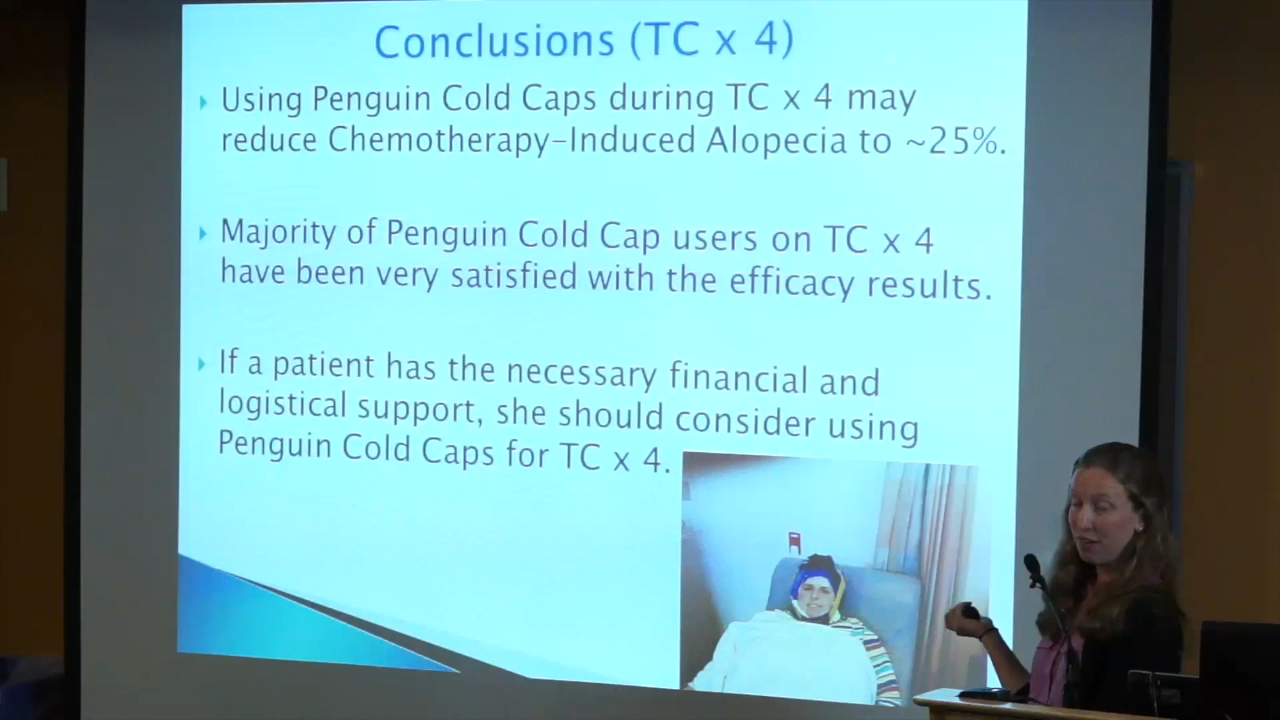 Conclusions (TC x 4)
Using Penguin Cold Caps during TC x 4 may
reduce Chemotherapy-Induced Alopecia to ~25%.
Majority of Penguin Cold Cap users on TC x 4
have been very satisfied with the efficacy results.
If a patient has the necessary financial and
logistical support, she should consider using
Penguin Cold Caps for TC x 4.